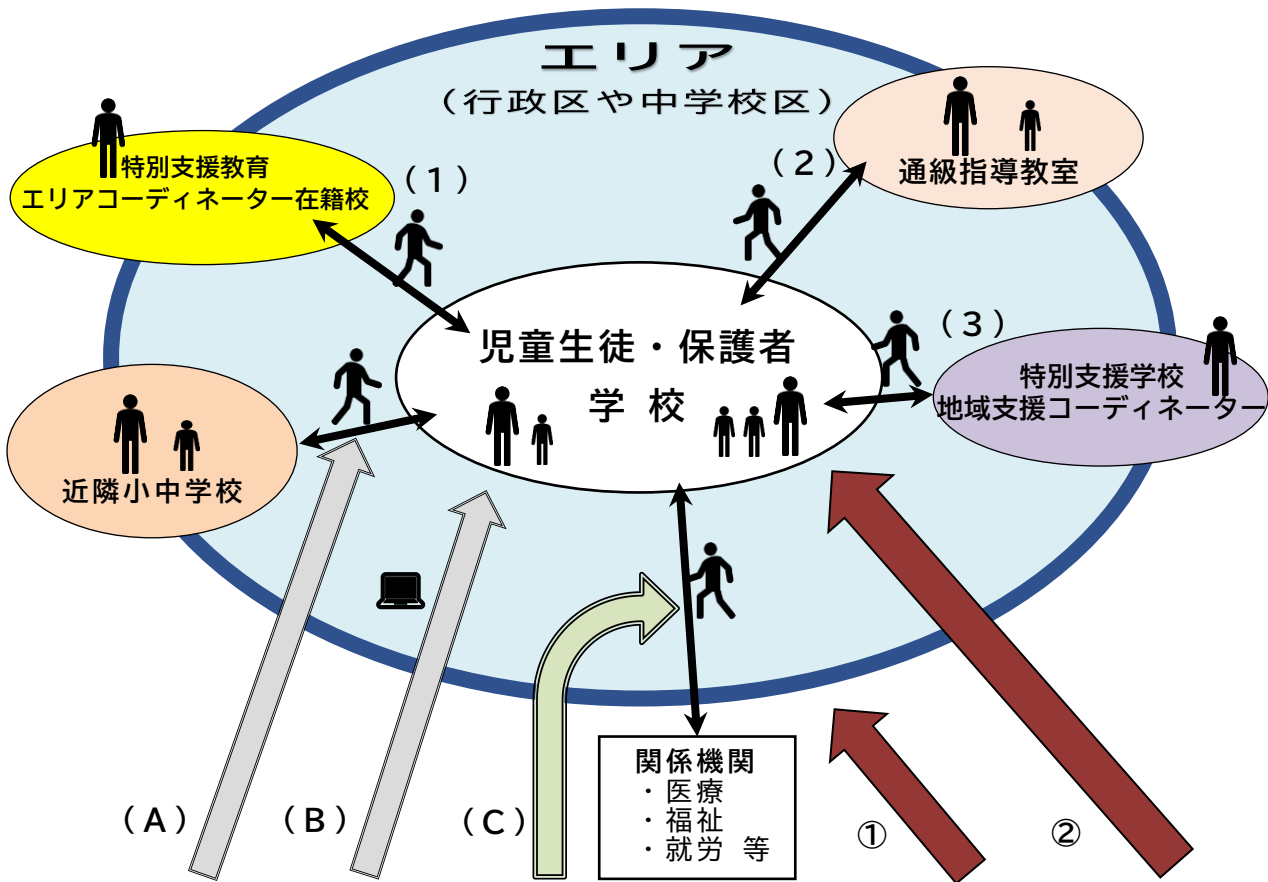 エリア
（行政区や中学校区）
特別支援教育
エリアコーディネーター在籍校
（1）
（2）
通級指導教室
児童生徒・保護者
学 校
（3）
特別支援学校
地域支援コーディネーター
近隣小中学校
関係機関
・医療
・福祉
・就労 等
（A）
（B）
（C）
①
②